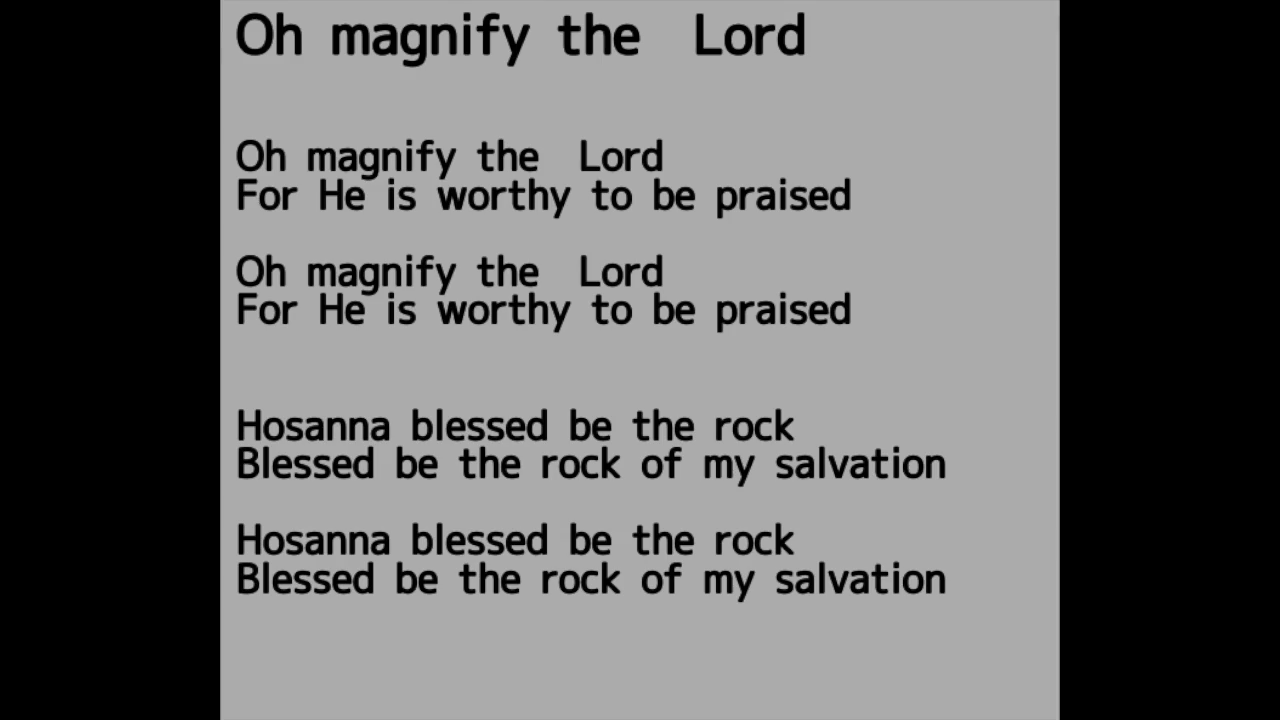 Oh magnify the  Lord
Oh magnify the  Lord
For He is worthy to be praised
Oh magnify the  Lord
For He is worthy to be praised
Hosanna blessed be the rock
Blessed be the rock of my salvation
Hosanna blessed be the rock
Blessed be the rock of my salvation